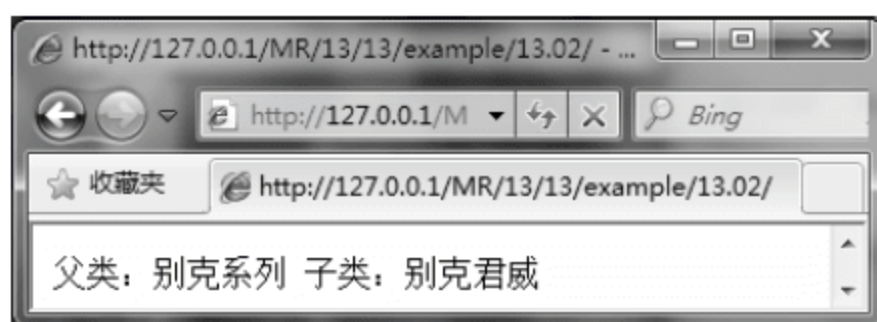 http://127.0.0.1/MR/13/13/example/13.02/ - ...
http://127.0.0.1/M
Bing
收藏夹
http://127.0.0.1/MR/13/13/example/13.02/
父类：别克系列 子类：别克君威